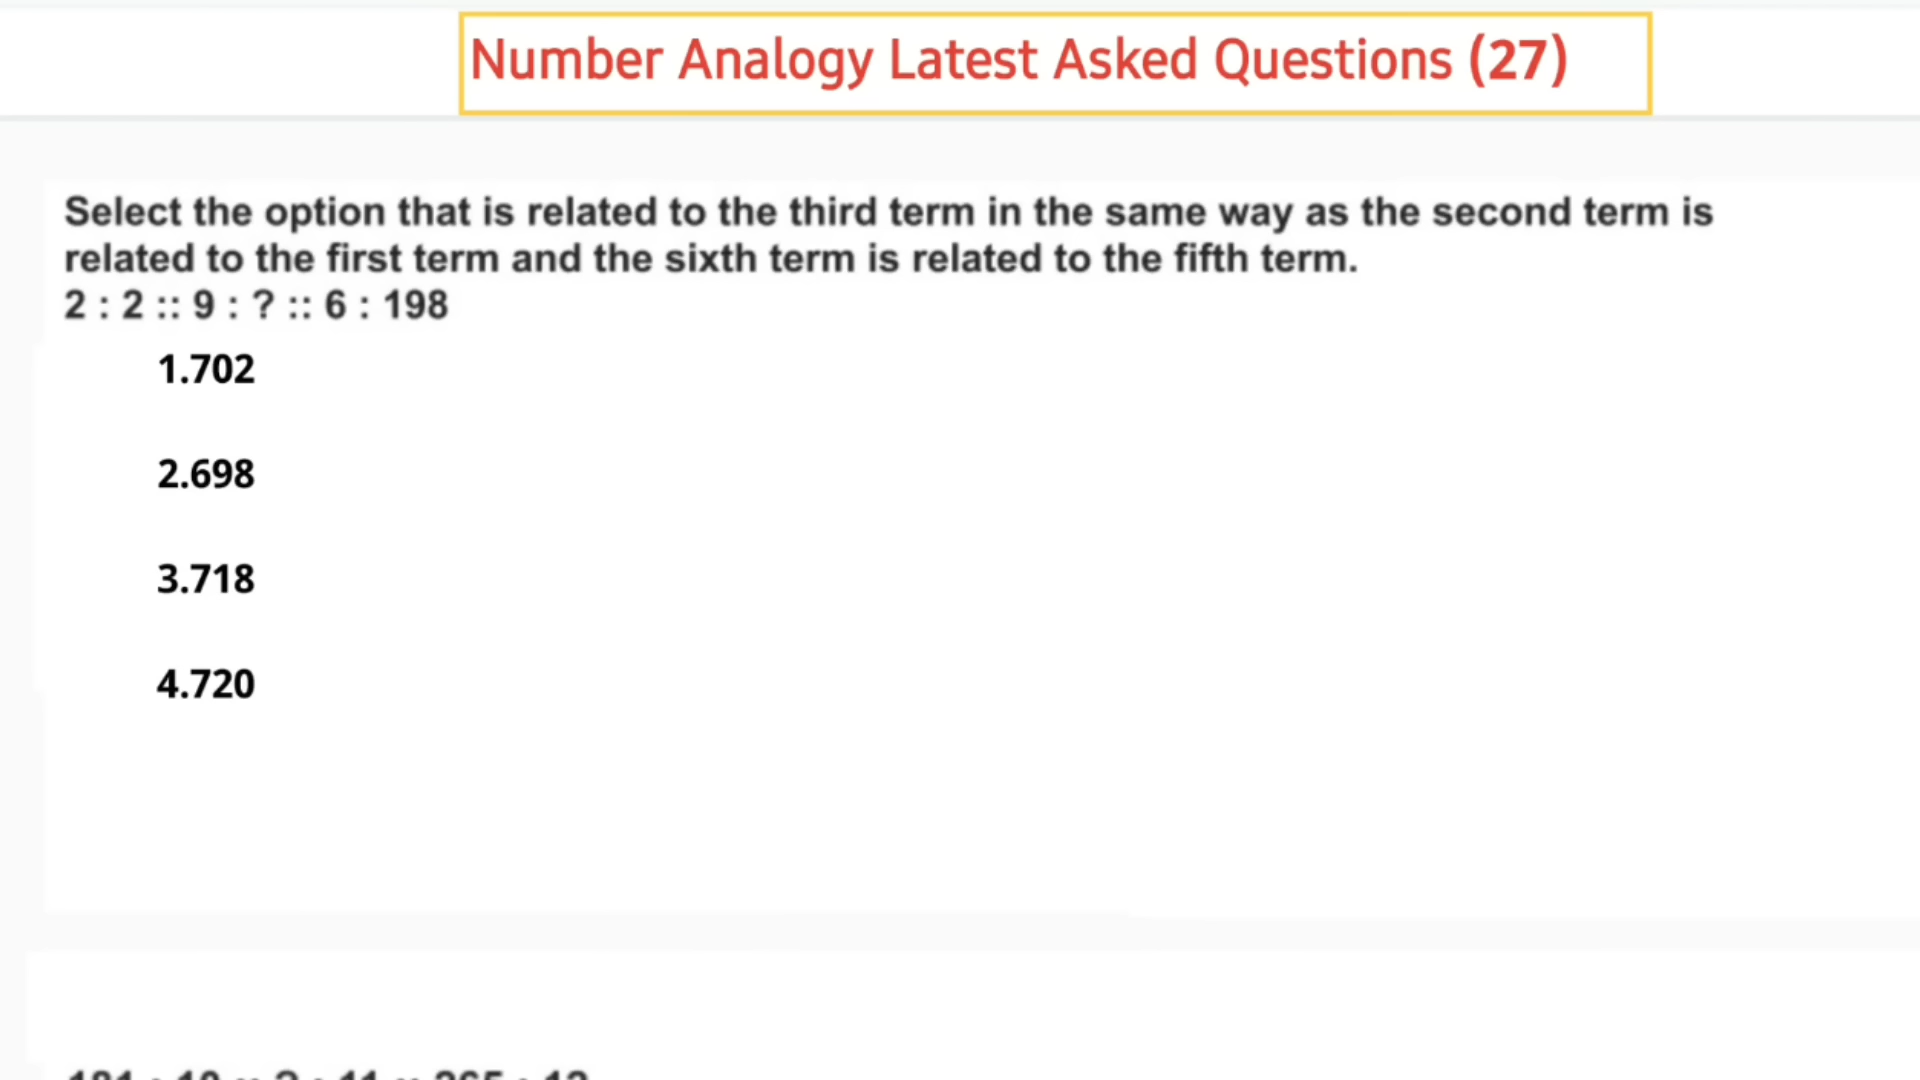 Number Analogy Latest Asked Questions (27)
Select the option that is related to the third term in the same way as the second term is
related to the first term and the sixth term is related to the fifth term.
2 : 2 :: 9 : ? :: 6 : 198
1.702
2.698
3.718
4.720